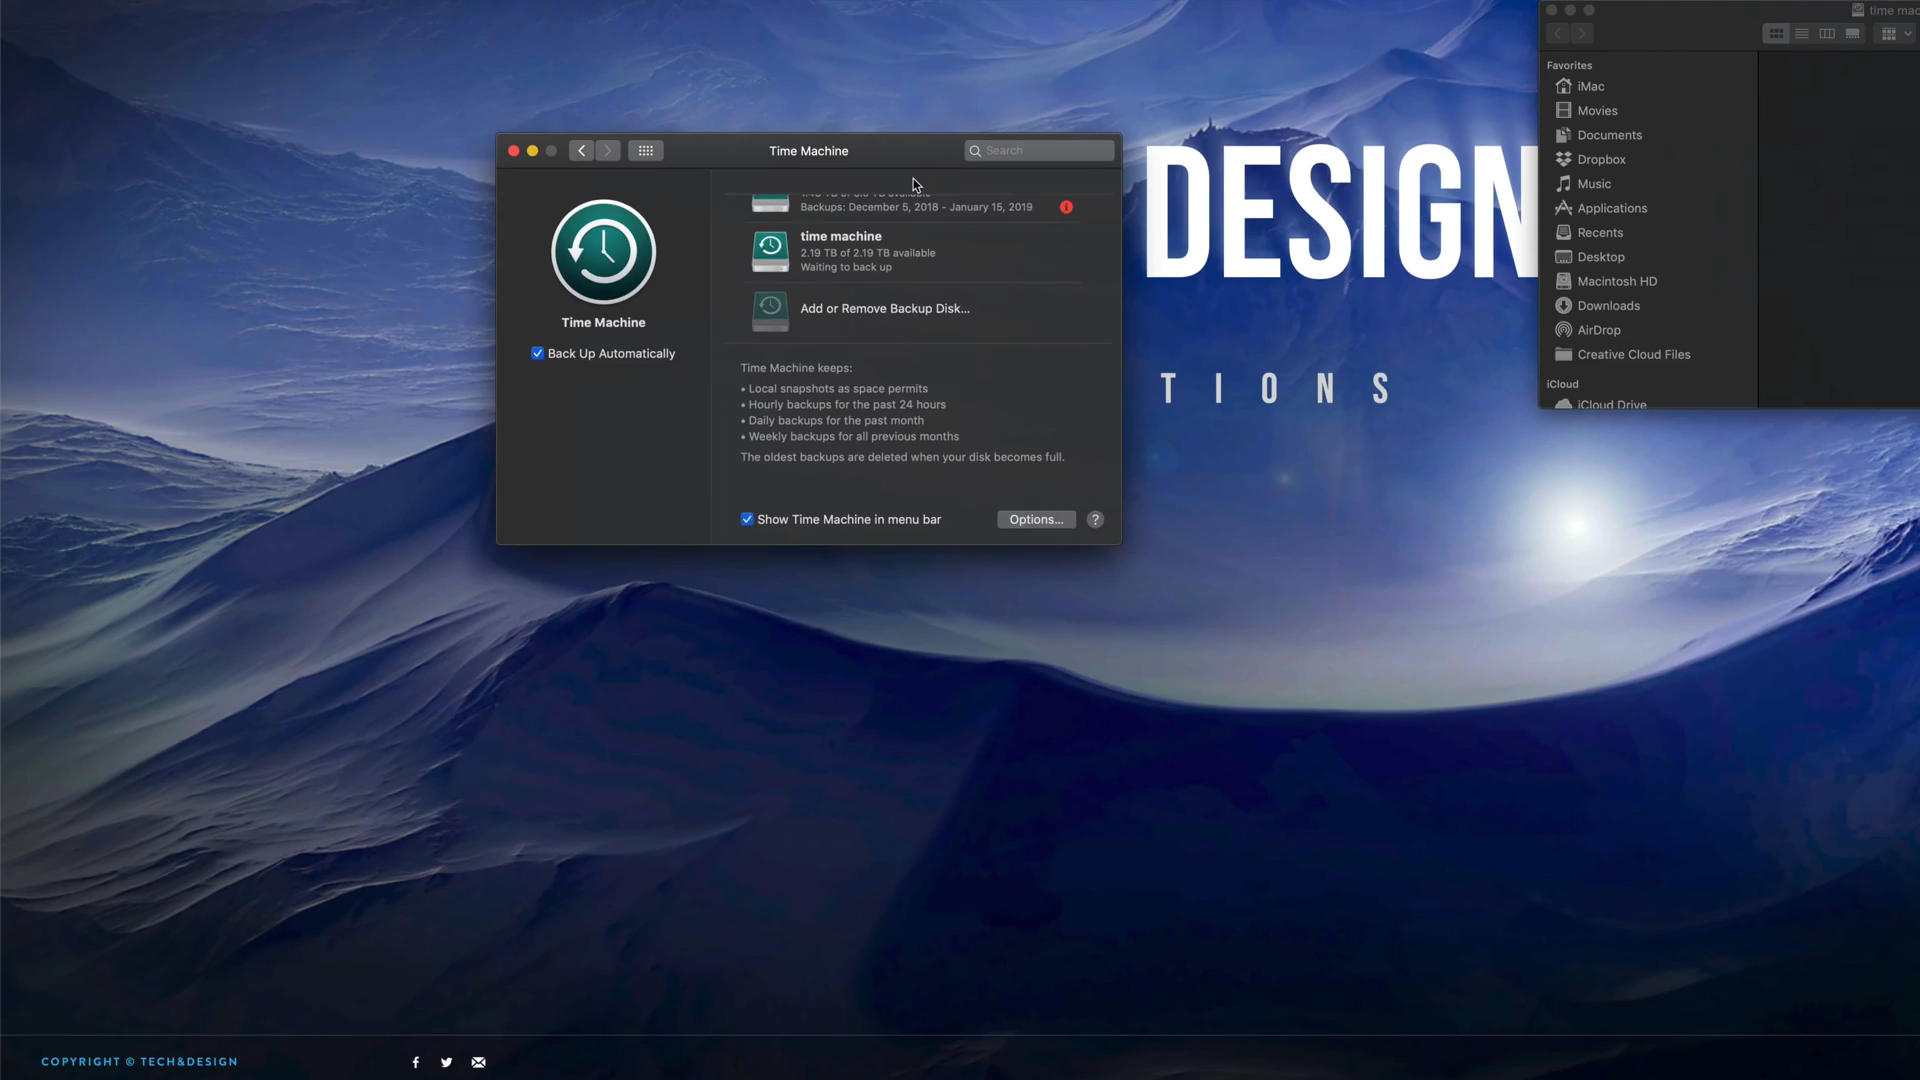 Time Machine
Search
Backups: December 5, 2018 - January 15, 2019
time machine
2.19 TB of 2.19 TB available
Waiting to back up
Add or Remove Backup Disk...
Time Machine
Back Up Automatically
Time Machine keeps:
• Local snapshots as space permits
• Hourly backups for the past 24 hours
• Daily backups for the past month
• Weekly backups for all previous months
The oldest backups are deleted when your disk becomes full.
Show Time Machine in menu bar
Options...
?
DESIGN
TIONS
time mac
Favorites
iMac
Movies
Documents
Dropbox
Music
Applications
Recents
Desktop
Macintosh HD
Downloads
AirDrop
Creative Cloud Files
iCloud
iCloud Drive
COPYRIGHT © TECH&DESIGN